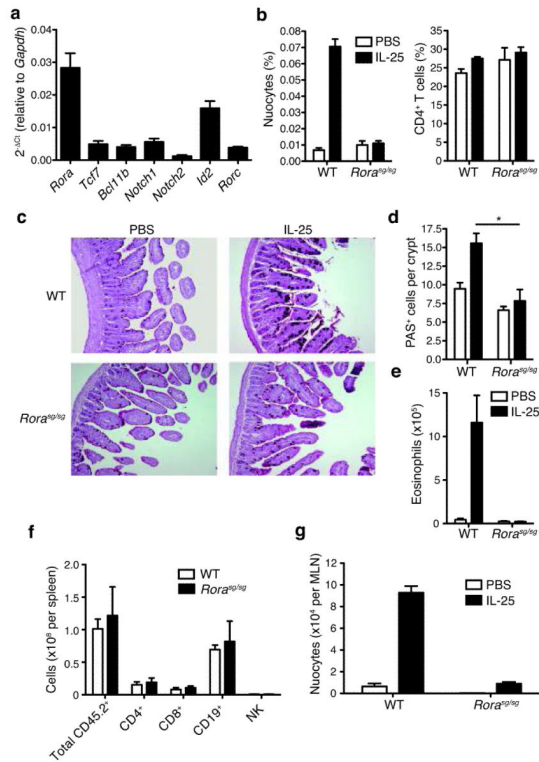 a
2^-ΔCt (relative to Gapdh)
0.04
0.03
0.02
0.01
0.00
Rora
Tcf7
Bcl11b
Notch1
Notch2
Id2
Rorc
b
Nuocytes (%)
0.08
0.07
0.06
0.05
0.04
0.03
0.02
0.01
0.00
WT
Rora^sg/sg
CD4⁺ T cells (%)
40
35
30
25
20
15
10
5
0
WT
Rora^sg/sg
PBS
IL-25
c
PBS
IL-25
WT
Rora^sg/sg
d
PAS⁺ cells per crypt
17.5
15.0
12.5
10.0
7.5
5.0
2.5
0.0
*
WT
Rora^sg/sg
e
Eosinophils (x10⁵)
15
10
5
0
PBS
IL-25
WT
Rora^sg/sg
f
Cells (x10⁸ per spleen)
2.0
1.5
1.0
0.5
0.0
WT
Rora^sg/sg
Total CD45.2⁺
CD4⁺
CD8⁺
CD19⁺
NK
g
Nuocytes (x10⁴ per MLN)
12
10
8
6
4
2
0
PBS
IL-25
WT
Rora^sg/sg